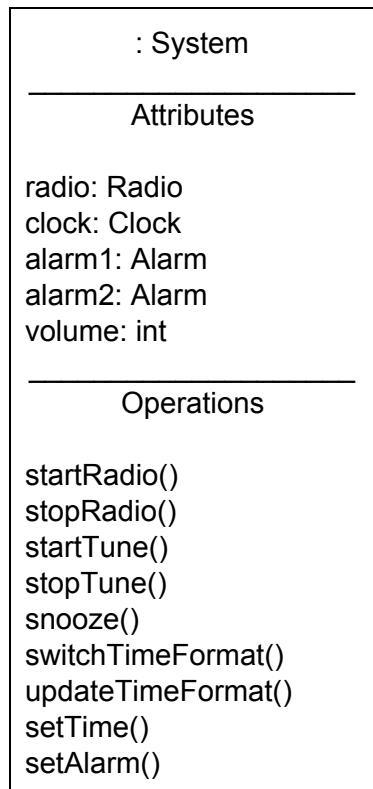 : System
Attributes
radio: Radio
clock: Clock
alarm1: Alarm
alarm2: Alarm
volume: int
Operations
startRadio()
stopRadio()
startTune()
stopTune()
snooze()
switchTimeFormat()
updateTimeFormat()
setTime()
setAlarm()